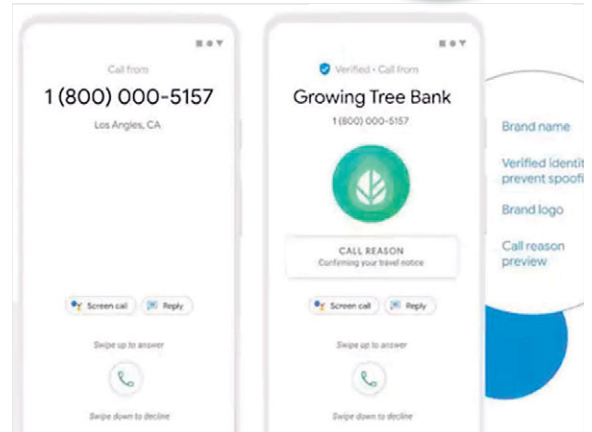 Call from
1 (800) 000-5157
Los Angles, CA
Screen call
Reply
Swipe up to answer
Swipe down to decline
Verified • Call from
Growing Tree Bank
1 (800) 000-5157
CALL REASON
Confirming your travel notice
Screen call
Reply
Swipe up to answer
Swipe down to decline
Brand name
Verified identit
prevent spoofi
Brand logo
Call reason
preview